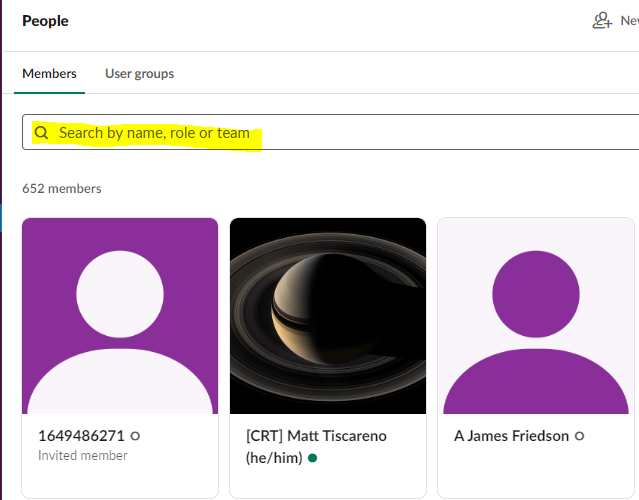 People
Members User groups
Search by name, role or team
652 members
1649486271
Invited member
[CRT] Matt Tiscareno
(he/him)
A James Friedson